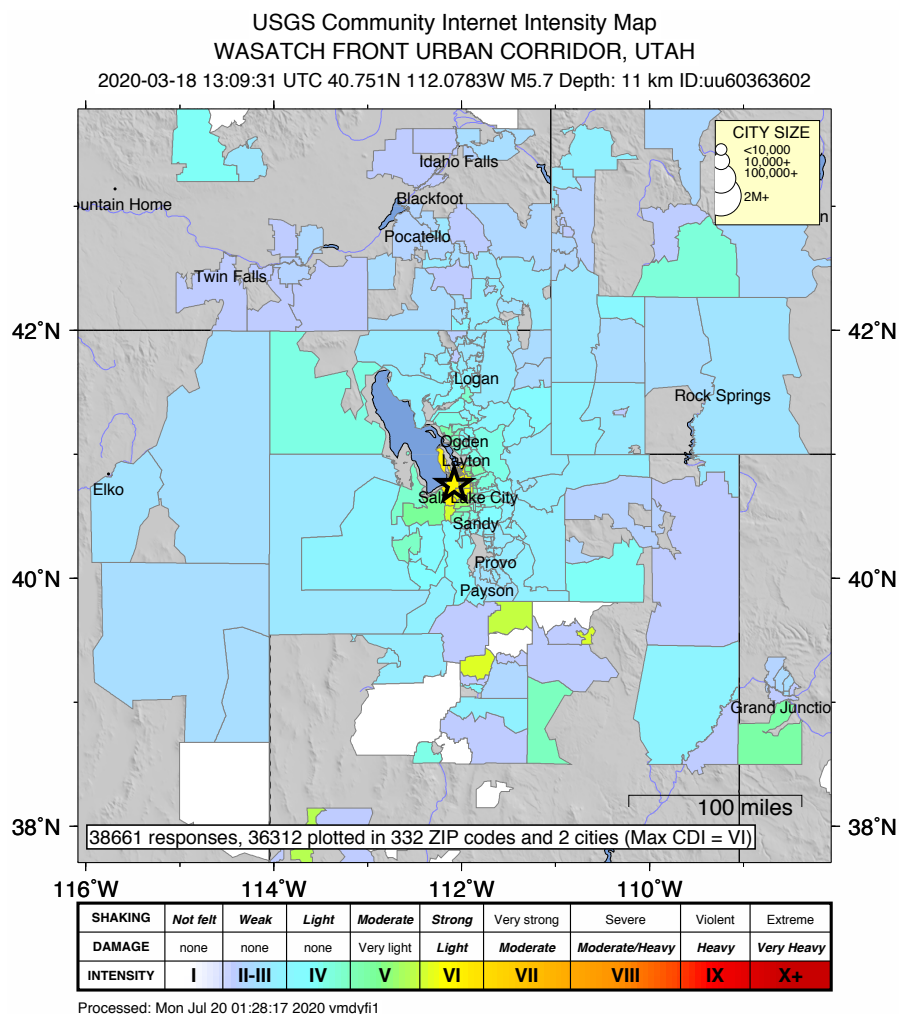 USGS Community Internet Intensity Map
WASATCH FRONT URBAN CORRIDOR, UTAH
2020-03-18 13:09:31 UTC 40.751N 112.0783W M5.7 Depth: 11 km ID:uu60363602
CITY SIZE
<10,000
10,000+
100,000+
2M+
n
Idaho Falls
Blackfoot
untain Home
Pocatello
Twin Falls
42°N
42°N
Logan
Rock Springs
Ogden
Layton
Elko
Salt Lake City
Sandy
Provo
40°N
40°N
Payson
Grand Junctio
100 miles
38°N
38°N
38661 responses, 36312 plotted in 332 ZIP codes and 2 cities (Max CDI = VI)
116°W 114°W 112°W 110°W
SHAKING Not felt Weak Light Moderate Strong Very strong Severe Violent Extreme
DAMAGE none none none Very light Light Moderate Moderate/Heavy Heavy Very Heavy
INTENSITY I II-III IV V VI VII VIII IX X+
Processed: Mon Jul 20 01:28:17 2020 vmdyfi1